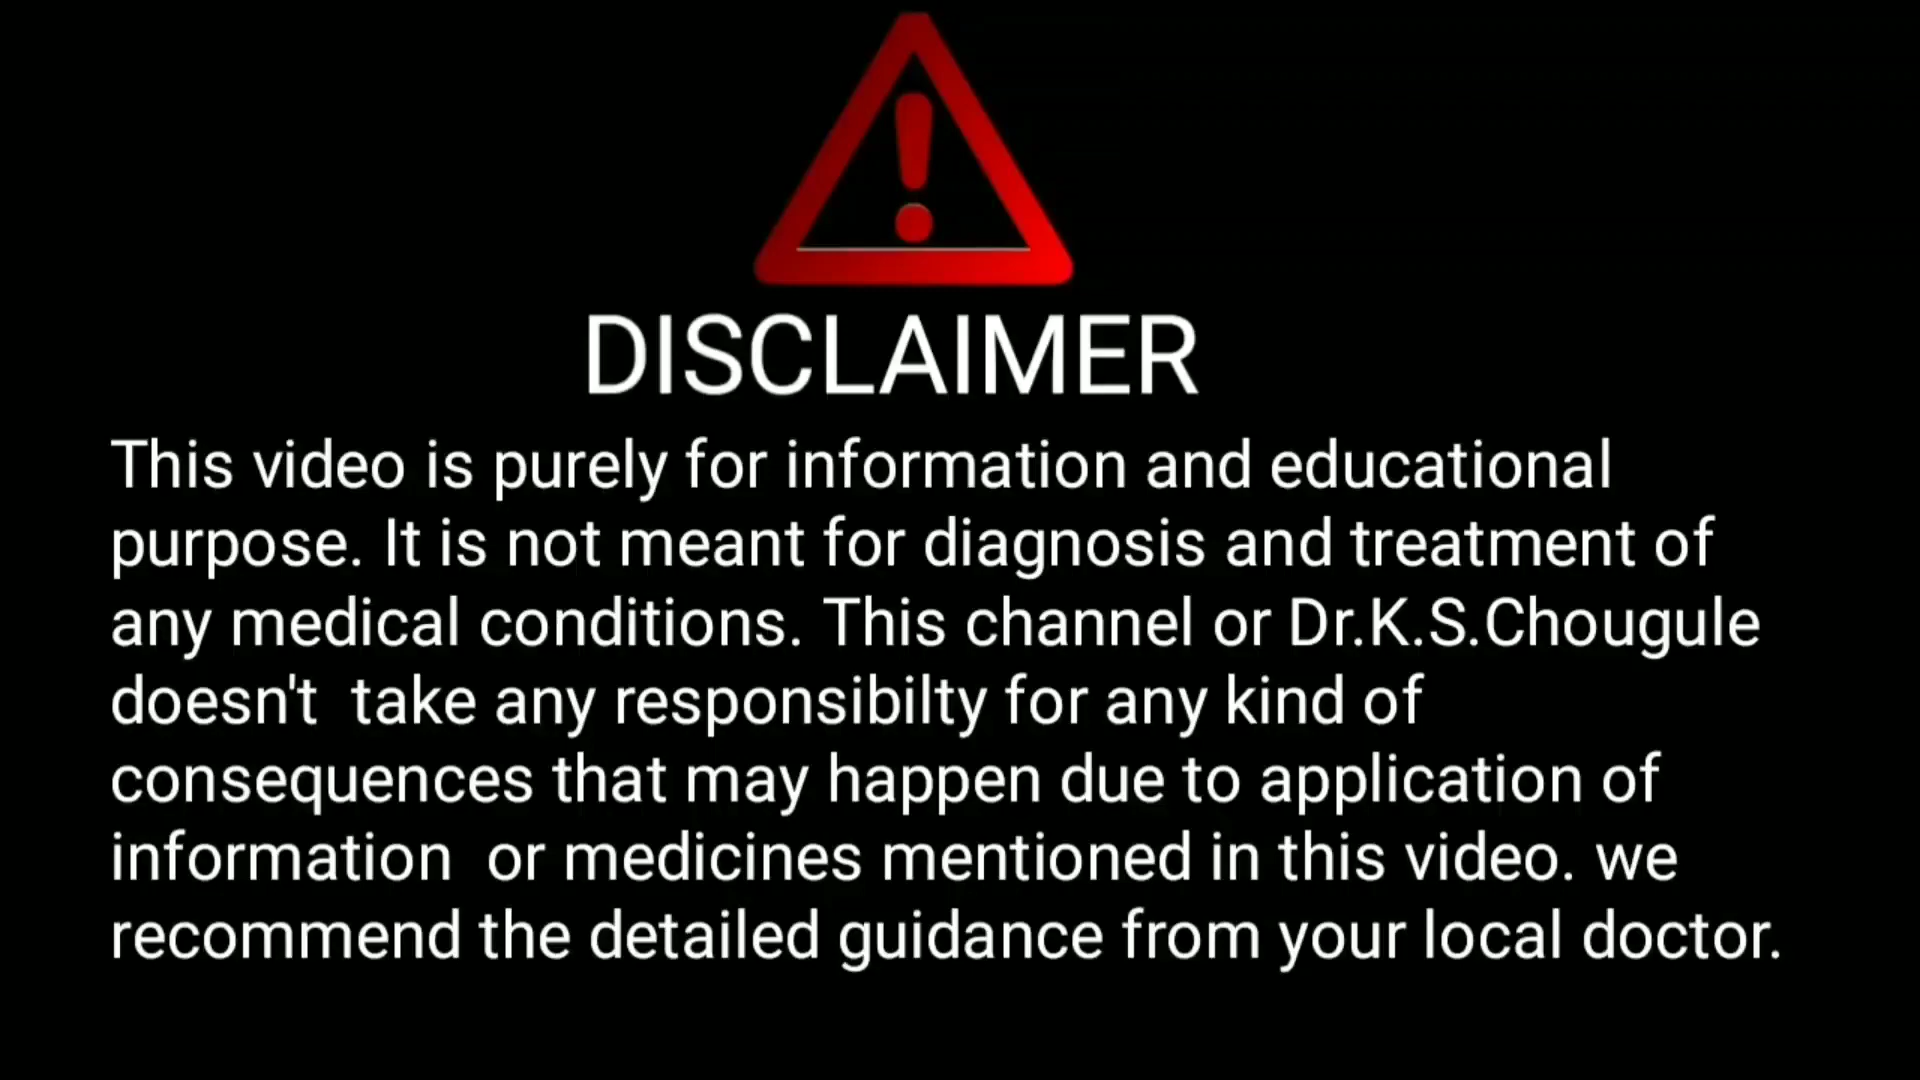 DISCLAIMER
This video is purely for information and educational
purpose. It is not meant for diagnosis and treatment of
any medical conditions. This channel or Dr.K.S.Chougule
doesn't  take any responsibilty for any kind of
consequences that may happen due to application of
information  or medicines mentioned in this video. we
recommend the detailed guidance from your local doctor.